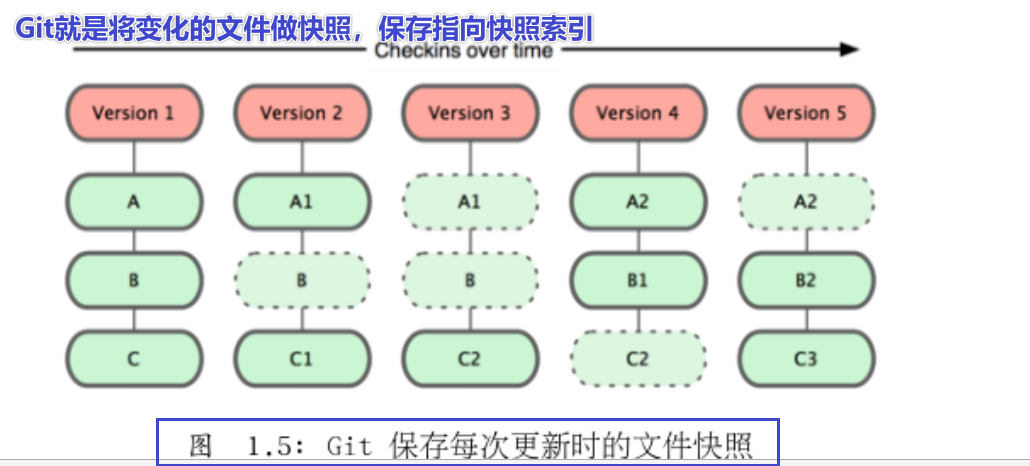 Git就是将变化的文件做快照，保存指向快照索引
Checkins over time
Version 1 Version 2 Version 3 Version 4 Version 5
A A1 A1 A2 A2
B B B B1 B2
C C1 C2 C2 C3
图 1.5: Git 保存每次更新时的文件快照